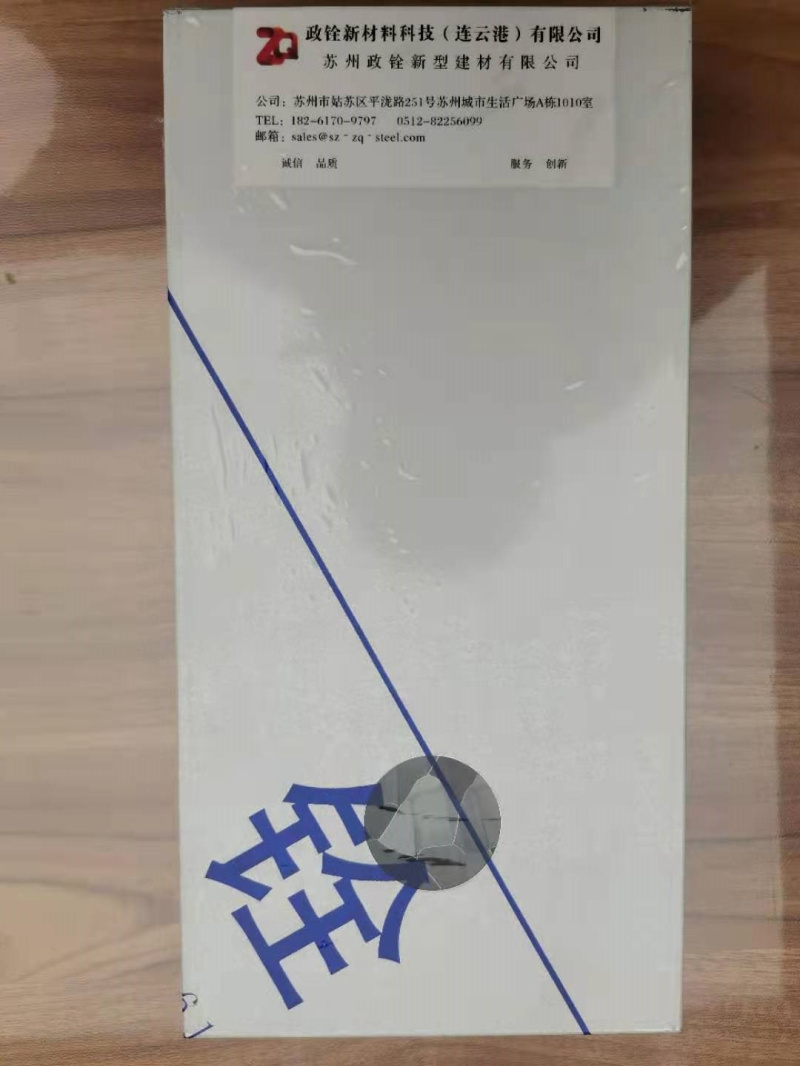 ZQ 政铨新材料科技（连云港）有限公司
苏州政铨新型建材有限公司
公司：苏州市姑苏区平泷路251号苏州城市生活广场A栋1010室
TEL：182-6170-9797 0512-82256099
邮箱：sales@sz-zq-steel.com
诚信 品质 服务 创新
铨